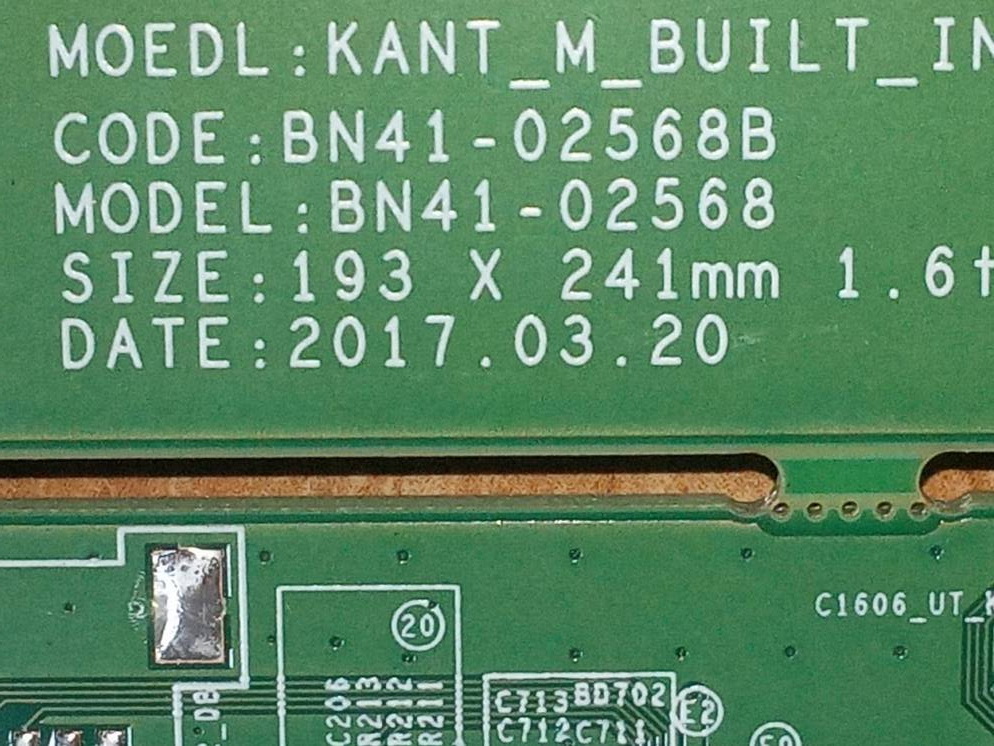 MOEDL:KANT_M_BUILT_IN
CODE:BN41-02568B
MODEL:BN41-02568
SIZE:193 X 241mm 1.6t
DATE:2017.03.20
C1606_UT_
20
C206
R213
R212
R211
C713 BD702
C712 C711
E2